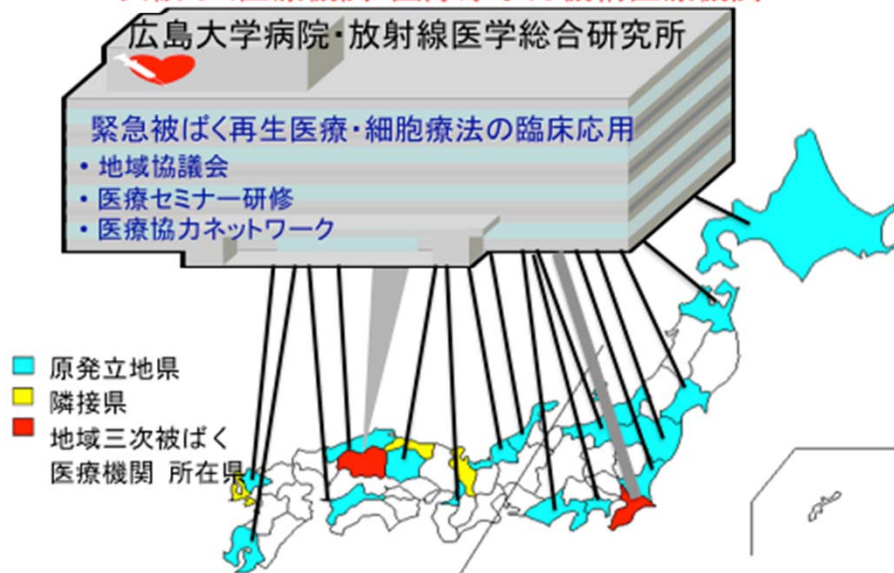 広島大学病院・放射線医学総合研究所
緊急被ばく再生医療・細胞療法の臨床応用
・地域協議会
・医療セミナー研修
・医療協力ネットワーク
原発立地県
隣接県
地域三次被ばく
医療機関 所在県